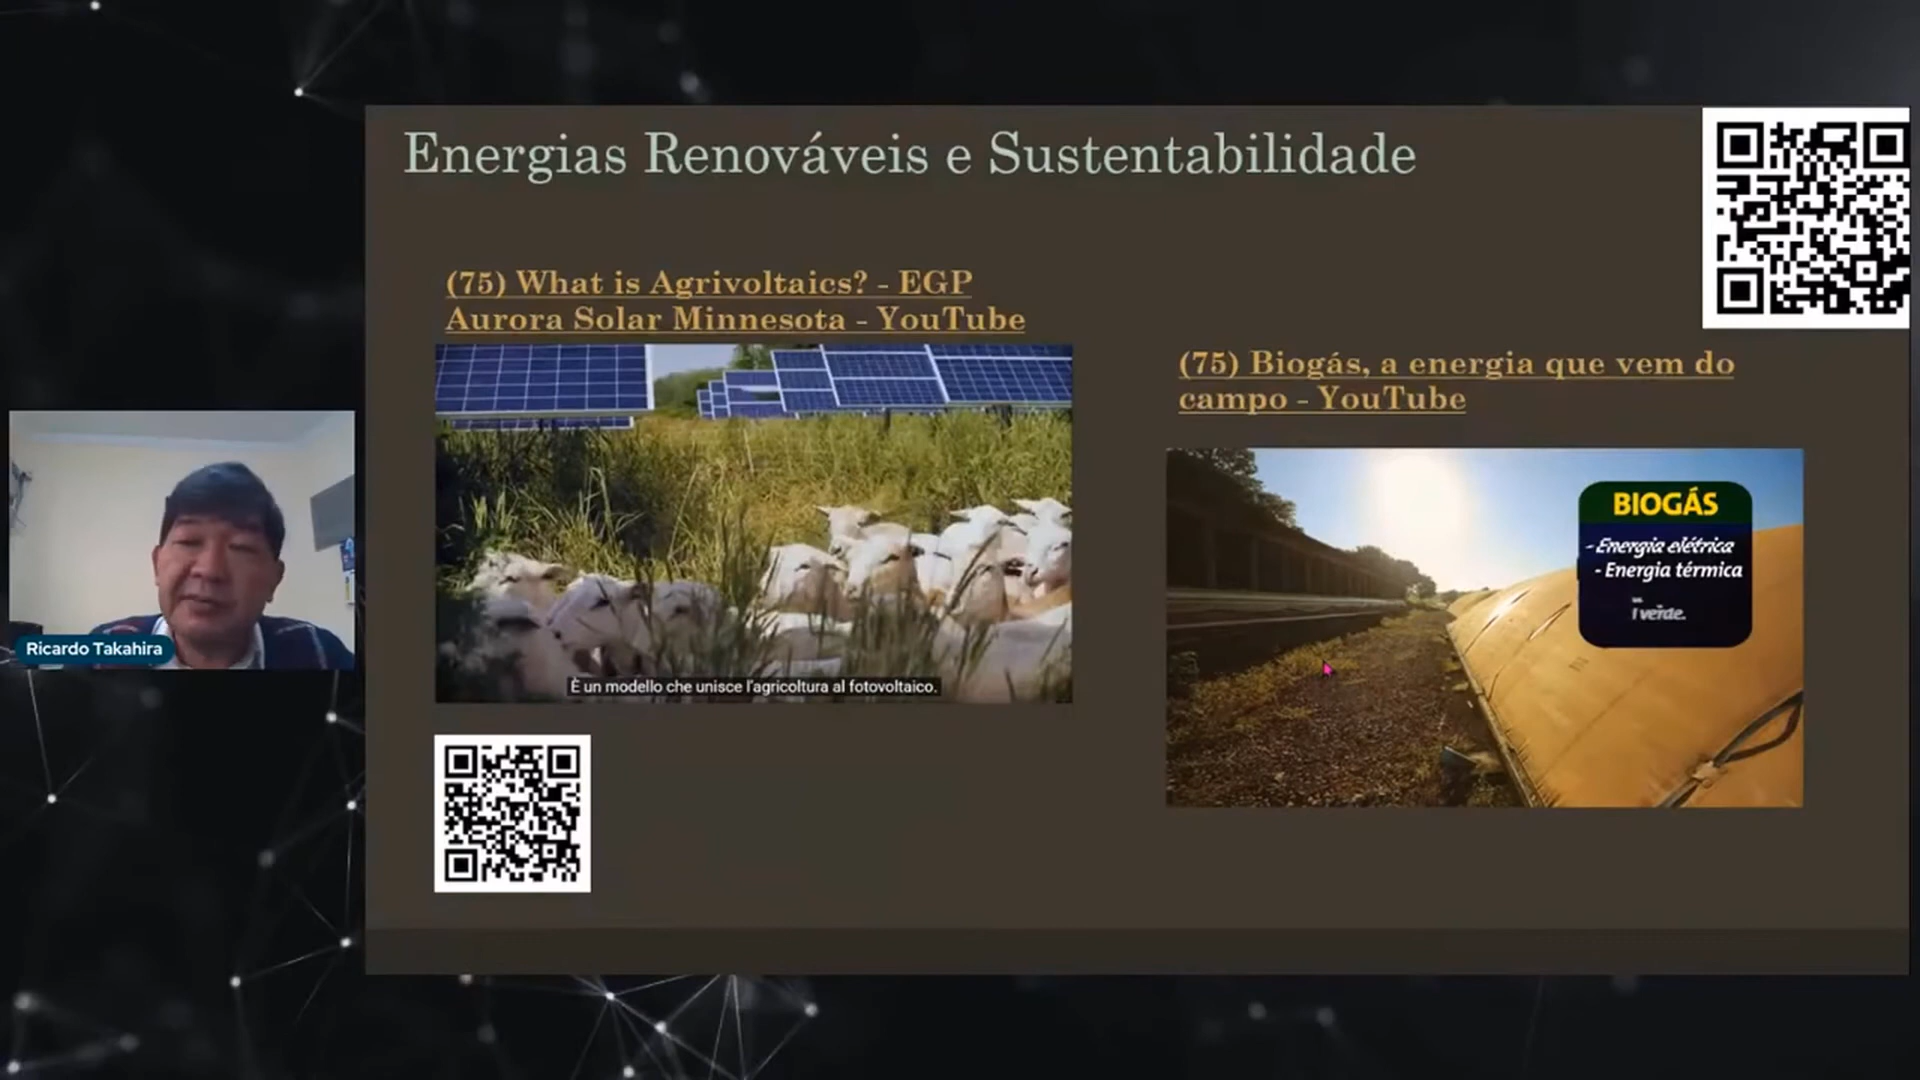 Energias Renováveis e Sustentabilidade
(75) What is Agrivoltaics? - EGP
Aurora Solar Minnesota - YouTube
È un modello che unisce l'agricoltura al fotovoltaico.
(75) Biogás, a energia que vem do
campo - YouTube
BIOGÁS
- Energia elétrica
- Energia térmica
Ricardo Takahira